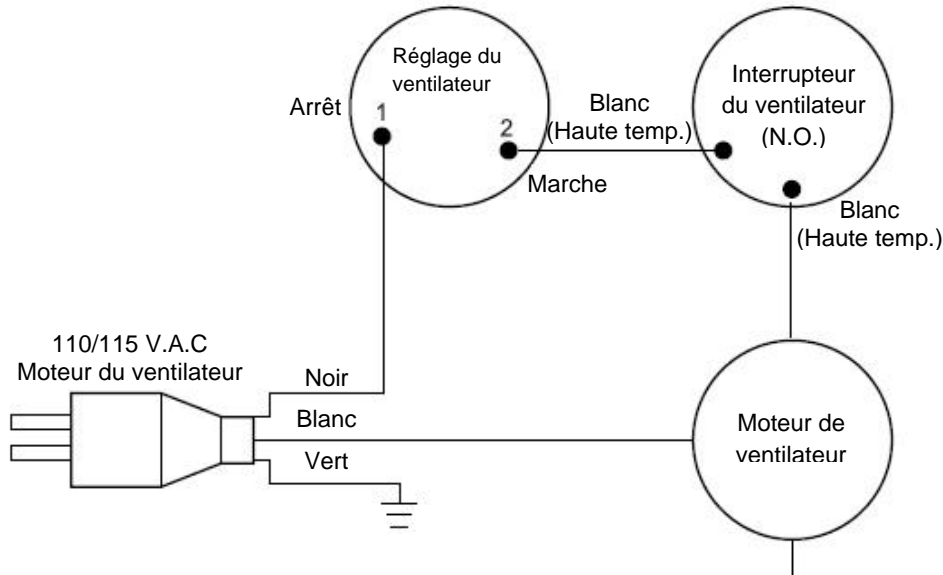 Réglage du
ventilateur
Arrêt
1
2
Marche
Blanc
(Haute temp.)
Interrupteur
du ventilateur
(N.O.)
Blanc
(Haute temp.)
110/115 V.A.C
Moteur du ventilateur
Noir
Blanc
Vert
Moteur de
ventilateur